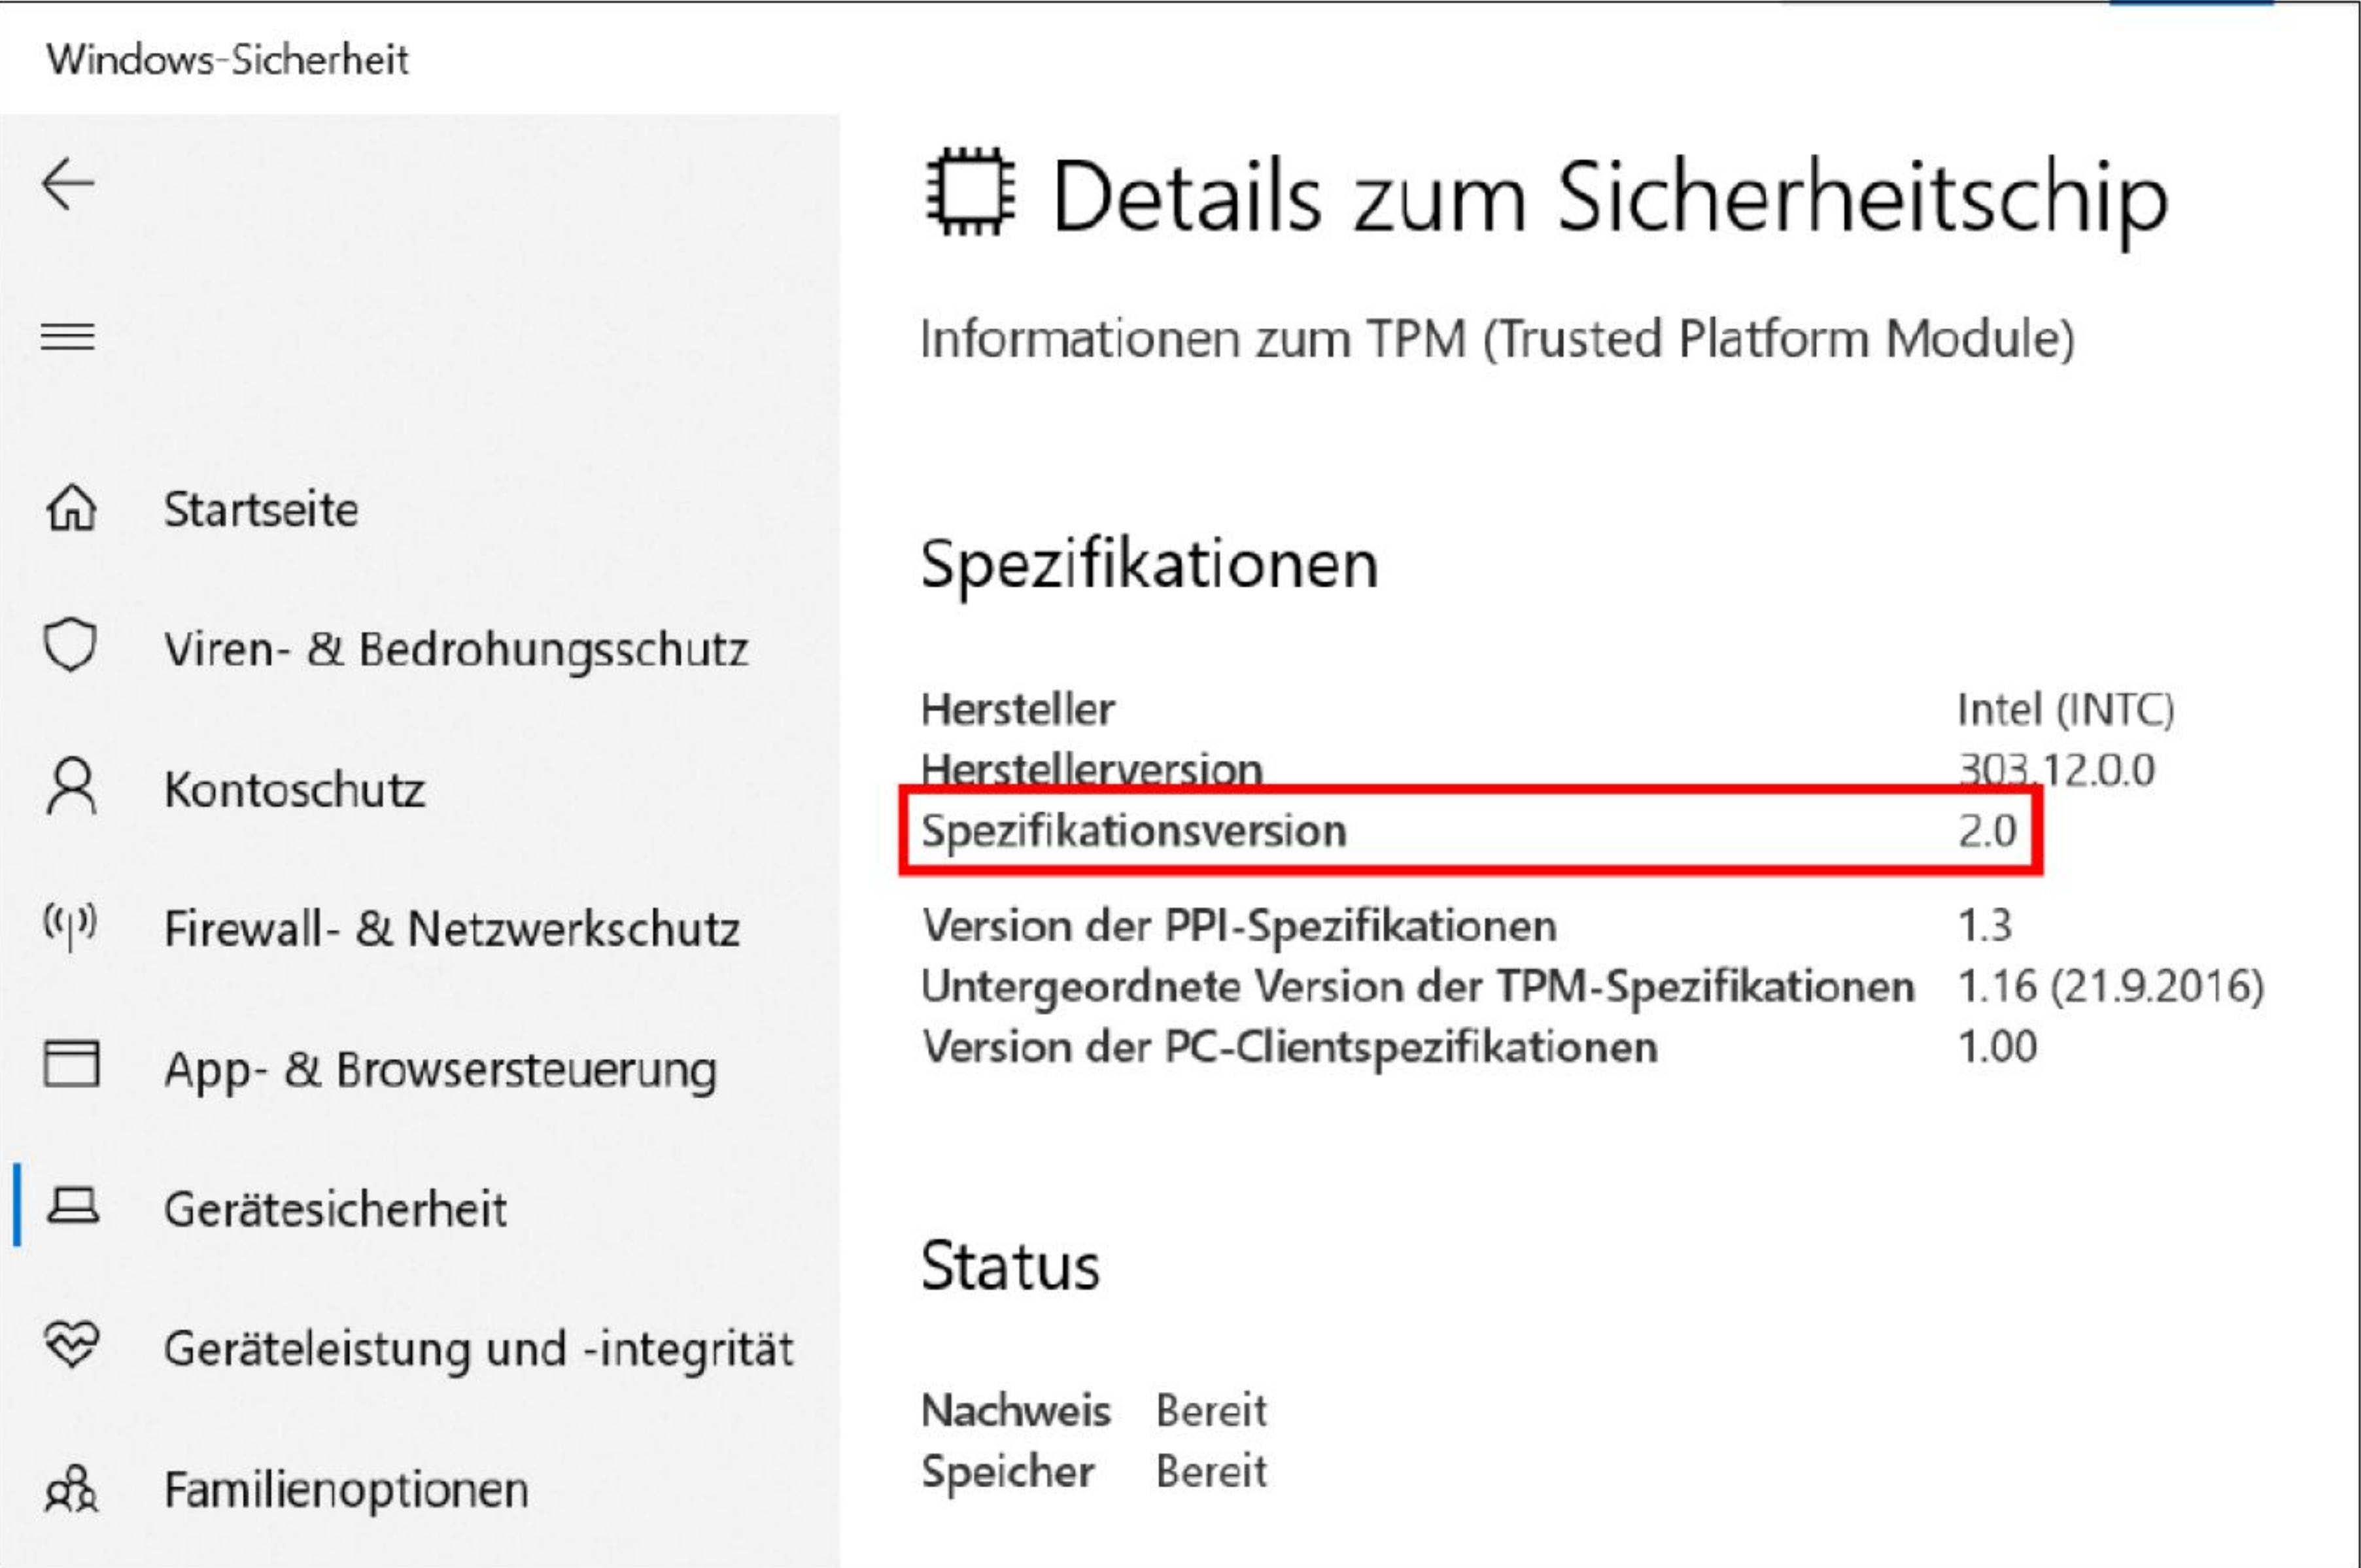 Windows-Sicherheit
Startseite
Viren- & Bedrohungsschutz
Kontoschutz
Firewall- & Netzwerkschutz
App- & Browsersteuerung
Gerätesicherheit
Geräteleistung und -integrität
Familienoptionen
Details zum Sicherheitschip
Informationen zum TPM (Trusted Platform Module)
Spezifikationen
Hersteller Intel (INTC)
Herstellerversion 303.12.0.0
Spezifikationsversion 2.0
Version der PPI-Spezifikationen 1.3
Untergeordnete Version der TPM-Spezifikationen 1.16 (21.9.2016)
Version der PC-Clientspezifikationen 1.00
Status
Nachweis Bereit
Speicher Bereit